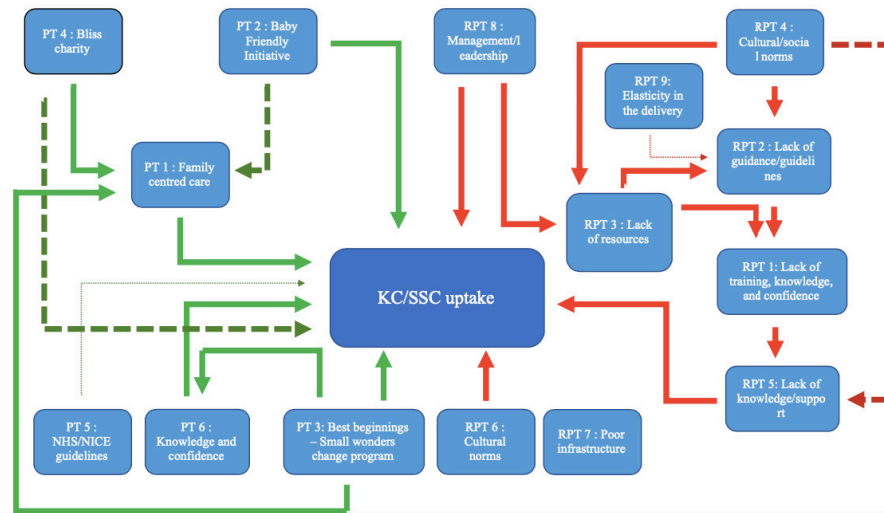 PT 4 : Bliss
charity
PT 2 : Baby
Friendly
Initiative
RPT 8 :
Management/l
eadership
RPT 4 :
Cultural/socia
l norms
RPT 9:
Elasticity in
the delivery
RPT 2 : Lack of
guidance/guideli
nes
PT 1 : Family
centred care
RPT 3 : Lack
of resources
KC/SSC uptake
RPT 1: Lack of
training, knowledge,
and confidence
RPT 5: Lack of
knowledge/suppo
rt
PT 5 :
NHS/NICE
guidelines
PT 6 :
Knowledge and
confidence
PT 3: Best beginnings
– Small wonders
change program
RPT 6 :
Cultural
norms
RPT 7 : Poor
infrastructure